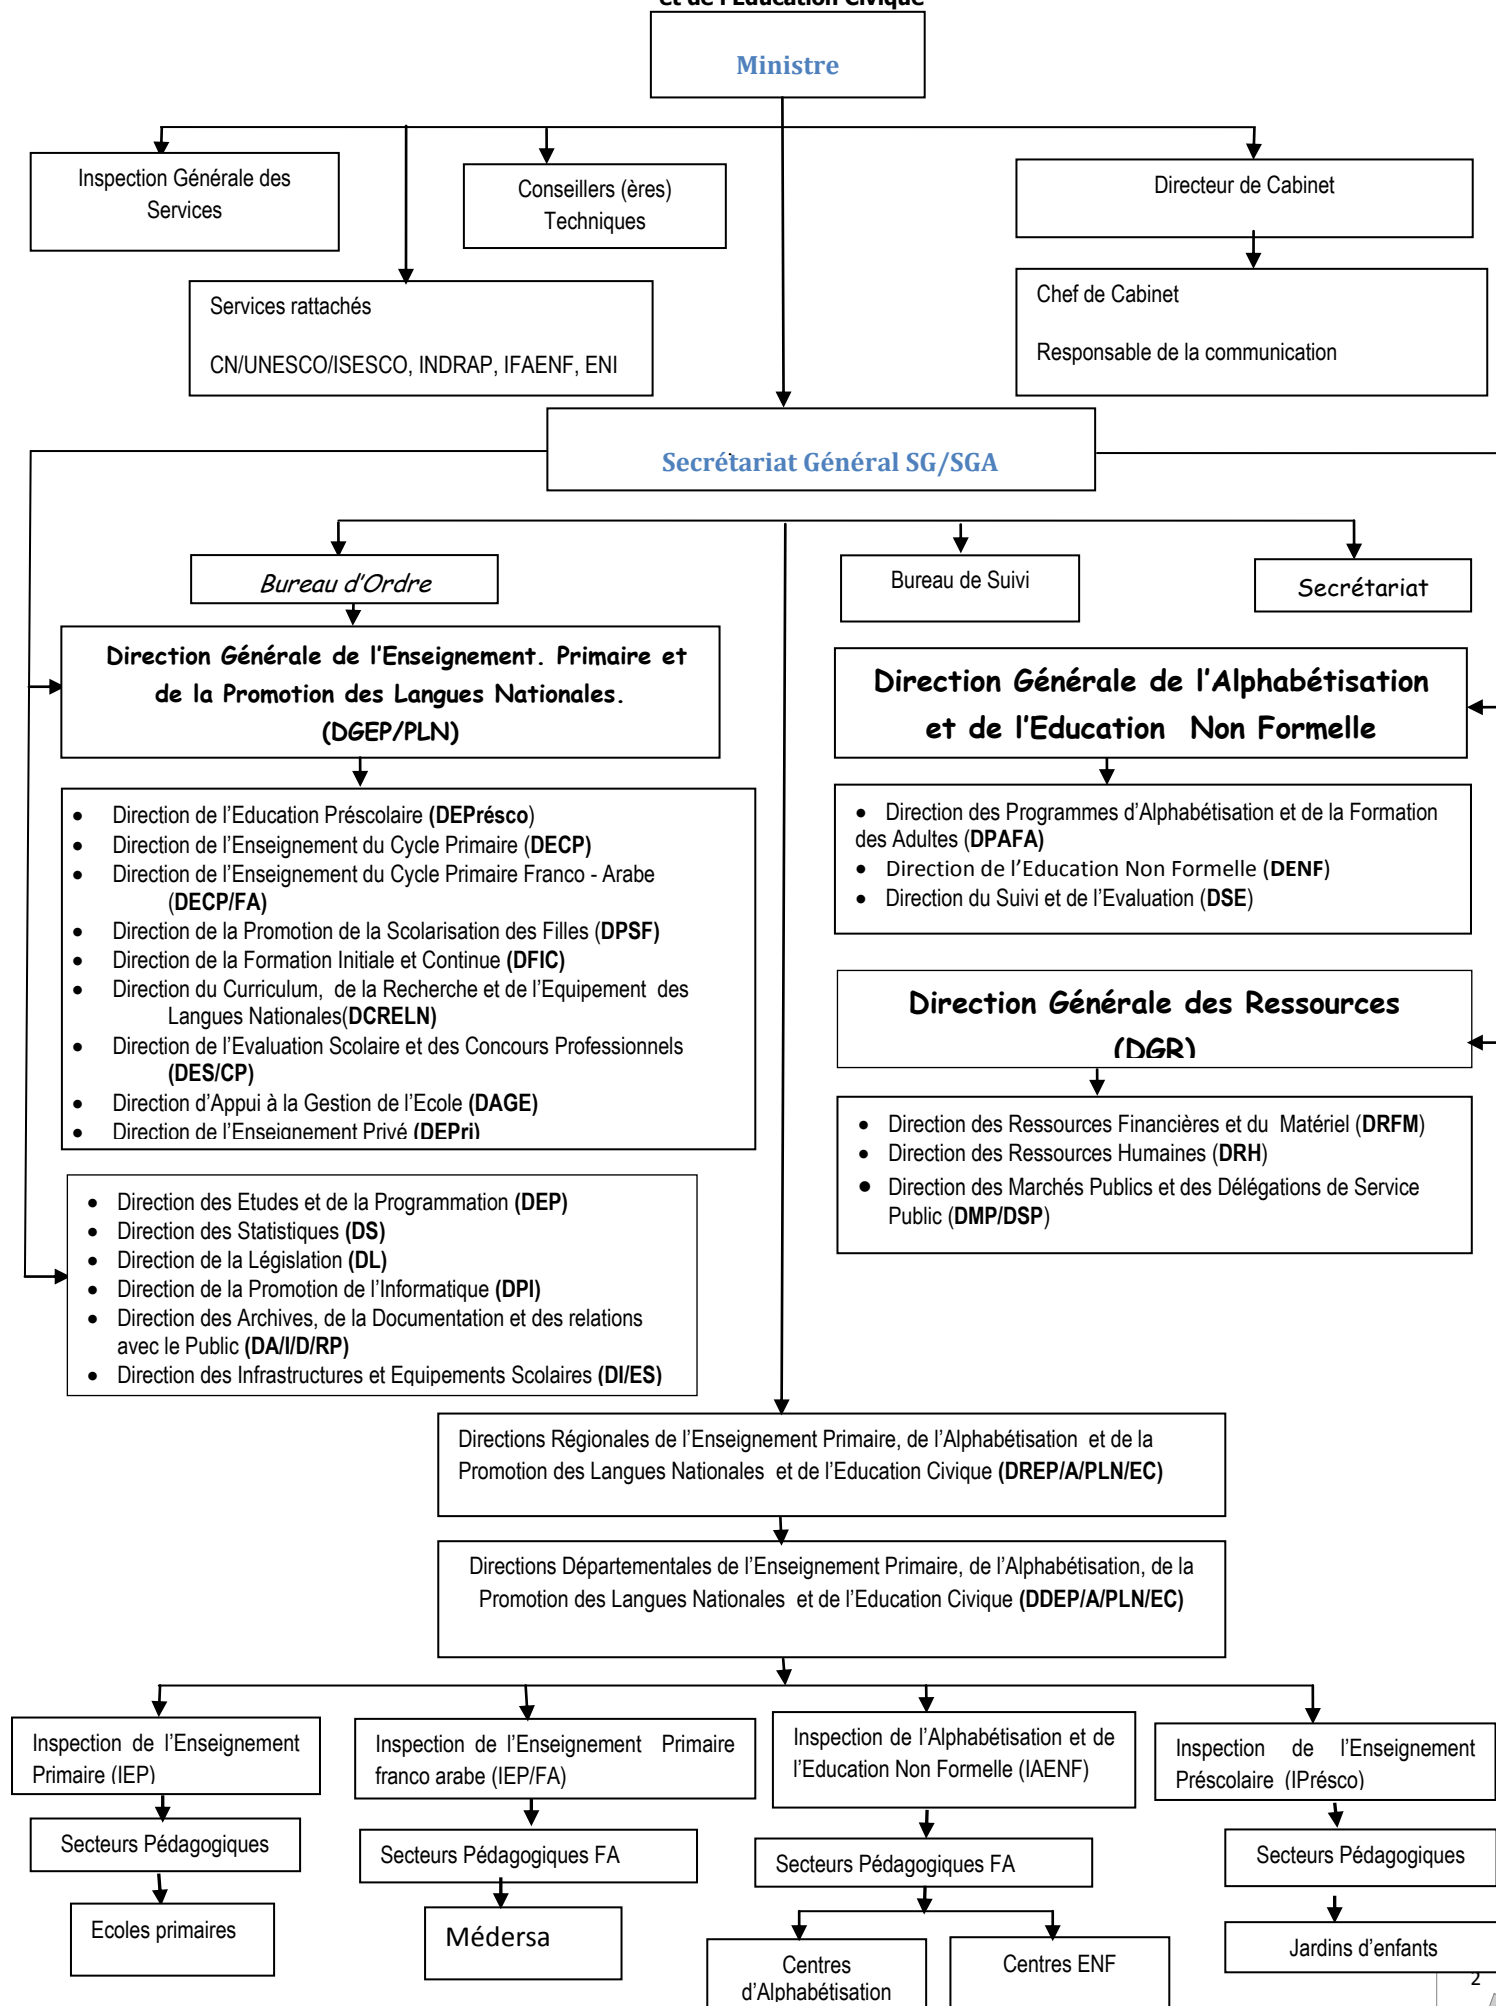 et de l'Education Civique
Ministre
Inspection Générale des
Services
Conseillers (ères)
Techniques
Directeur de Cabinet
Services rattachés
CN/UNESCO/ISESCO, INDRAP, IFAENF, ENI
Chef de Cabinet
Responsable de la communication
Secrétariat Général SG/SGA
Bureau d'Ordre
Bureau de Suivi
Secrétariat
Direction Générale de l'Enseignement. Primaire et
de la Promotion des Langues Nationales.
(DGEP/PLN)
Direction Générale de l'Alphabétisation
et de l'Education Non Formelle
• Direction de l'Education Préscolaire (DEPrésco)
• Direction de l'Enseignement du Cycle Primaire (DECP)
• Direction de l'Enseignement du Cycle Primaire Franco - Arabe
(DECP/FA)
• Direction de la Promotion de la Scolarisation des Filles (DPSF)
• Direction de la Formation Initiale et Continue (DFIC)
• Direction du Curriculum, de la Recherche et de l'Equipement des
Langues Nationales(DCRELN)
• Direction de l'Evaluation Scolaire et des Concours Professionnels
(DES/CP)
• Direction d'Appui à la Gestion de l'Ecole (DAGE)
• Direction de l'Enseignement Privé (DEPri)
• Direction des Programmes d'Alphabétisation et de la Formation
des Adultes (DPAFA)
• Direction de l'Education Non Formelle (DENF)
• Direction du Suivi et de l'Evaluation (DSE)
Direction Générale des Ressources
(DGR)
• Direction des Ressources Financières et du Matériel (DRFM)
• Direction des Ressources Humaines (DRH)
• Direction des Marchés Publics et des Délégations de Service
Public (DMP/DSP)
• Direction des Etudes et de la Programmation (DEP)
• Direction des Statistiques (DS)
• Direction de la Législation (DL)
• Direction de la Promotion de l'Informatique (DPI)
• Direction des Archives, de la Documentation et des relations
avec le Public (DA/I/D/RP)
• Direction des Infrastructures et Equipements Scolaires (DI/ES)
Directions Régionales de l'Enseignement Primaire, de l'Alphabétisation et de la
Promotion des Langues Nationales et de l'Education Civique (DREP/A/PLN/EC)
Directions Départementales de l'Enseignement Primaire, de l'Alphabétisation, de la
Promotion des Langues Nationales et de l'Education Civique (DDEP/A/PLN/EC)
Inspection de l'Enseignement
Primaire (IEP)
Inspection de l'Enseignement Primaire
franco arabe (IEP/FA)
Inspection de l'Alphabétisation et de
l'Education Non Formelle (IAENF)
Inspection de l'Enseignement
Préscolaire (IPrésco)
Secteurs Pédagogiques
Secteurs Pédagogiques FA
Secteurs Pédagogiques FA
Secteurs Pédagogiques
Ecoles primaires
Médersa
Centres
d'Alphabétisation
Centres ENF
Jardins d'enfants
2